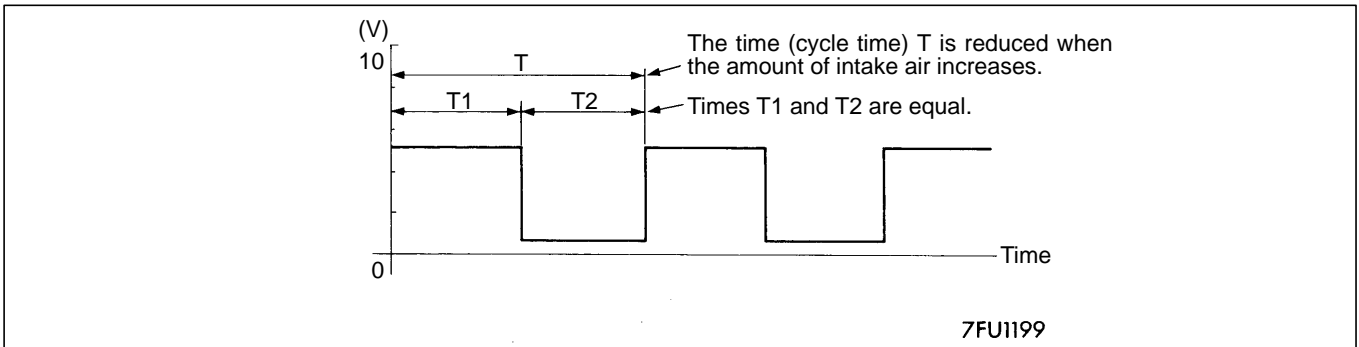 (V)
10
T
The time (cycle time) T is reduced when
the amount of intake air increases.
T1
T2
Times T1 and T2 are equal.
Time
0
7FU1199